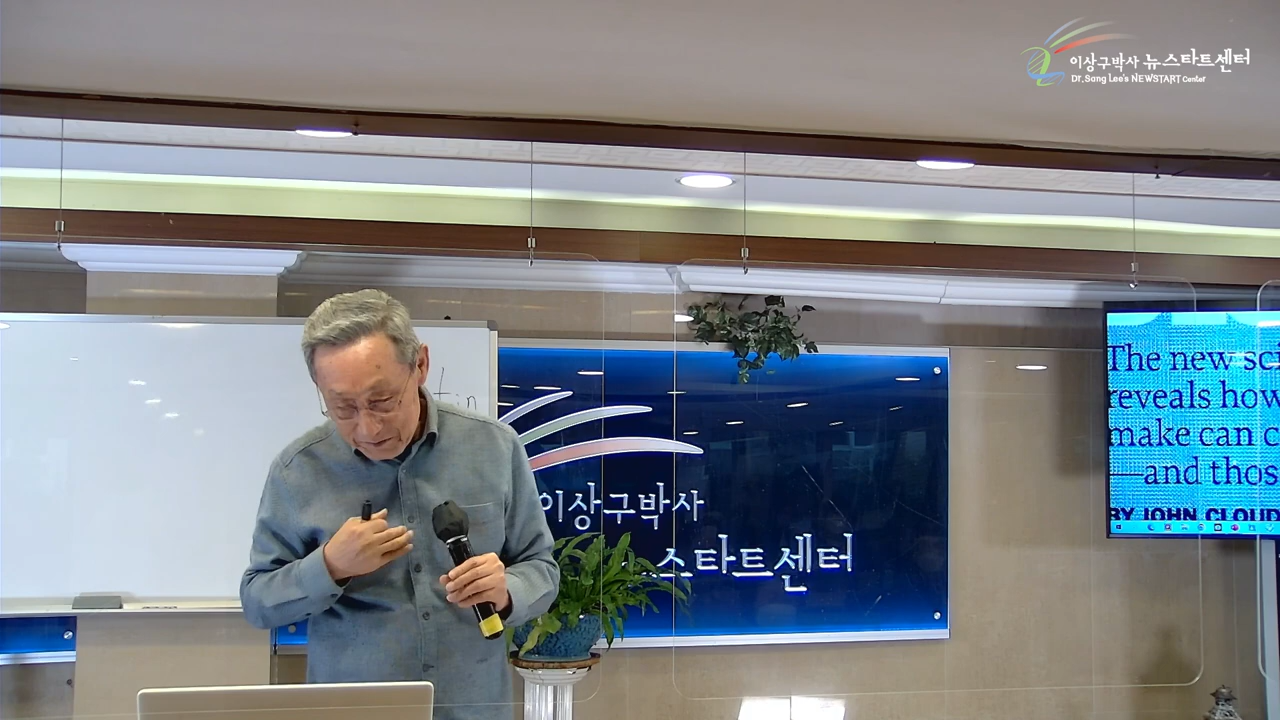 이상구박사 뉴스타트센터
Dr. Sang Lee's NEWSTART Center
이상구박사
스타트센터
The new sci
reveals how
make can c
—and thos
BY JOHN CLOUD